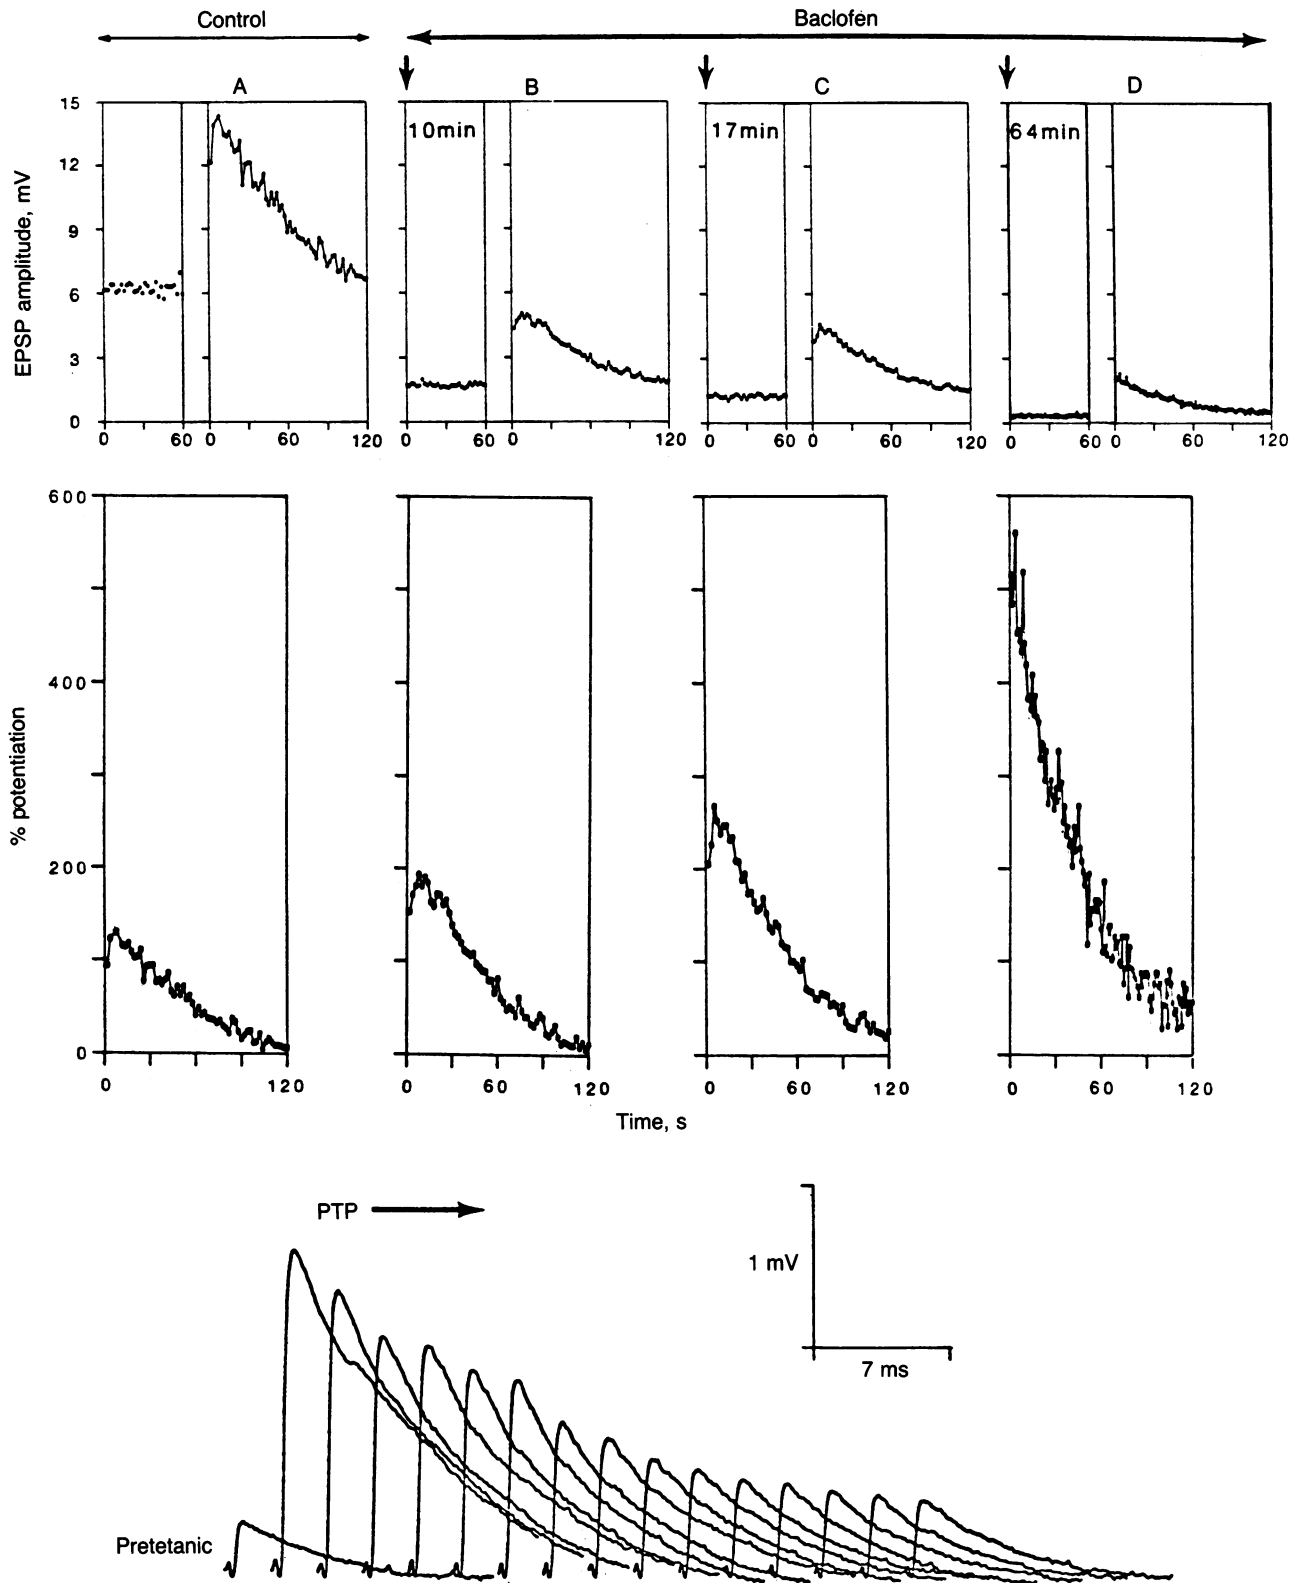 Control Baclofen
A B C D
EPSP amplitude, mV
15
12
9
6
3
0
10min 17min 64min
0 60 0 60 120 0 60 0 60 120 0 60 0 60 120 0 60 0 60 120
% potentiation
600
400
200
0
0 60 120 0 60 120 0 60 120 0 60 120
Time, s
PTP
1 mV
7 ms
Pretetanic